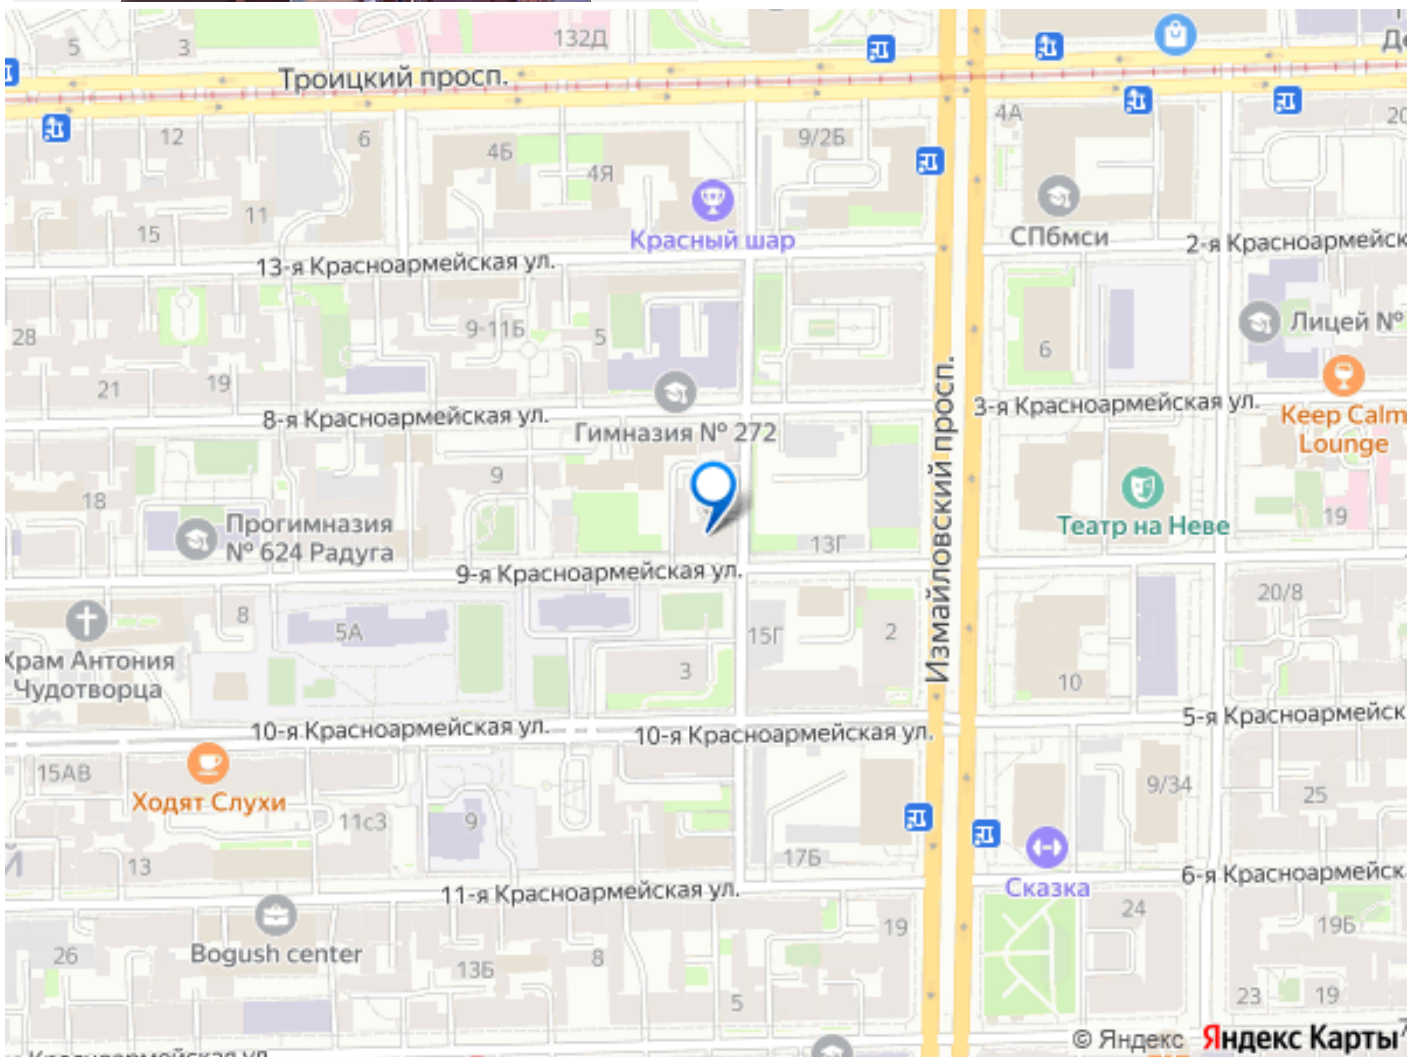 5
3
132Д
Троицкий просп.
12
6
4Б
4Я
9/2Б
4А
20
11
15
Красный шар
СПбмси
2-я Красноармейск
13-я Красноармейская ул.
28
9-11Б
5
6
Лицей №
21
19
8-я Красноармейская ул.
Гимназия № 272
Измайловский просп.
3-я Красноармейская ул.
Keep Calm
Lounge
18
9
Прогимназия
№ 624 Радуга
13Г
Театр на Неве
19
9-я Красноармейская ул.
20/8
8
5А
15Г
2
Храм Антония
Чудотворца
3
10
10-я Красноармейская ул.
10-я Красноармейская ул.
5-я Красноармейск
15АВ
Ходят Слухи
11с3
9
9/34
25
13
17Б
11-я Красноармейская ул.
Сказка
6-я Красноармейск
Bogush center
26
13Б
8
19
24
19Б
5
23
19
© Яндекс Яндекс Карты